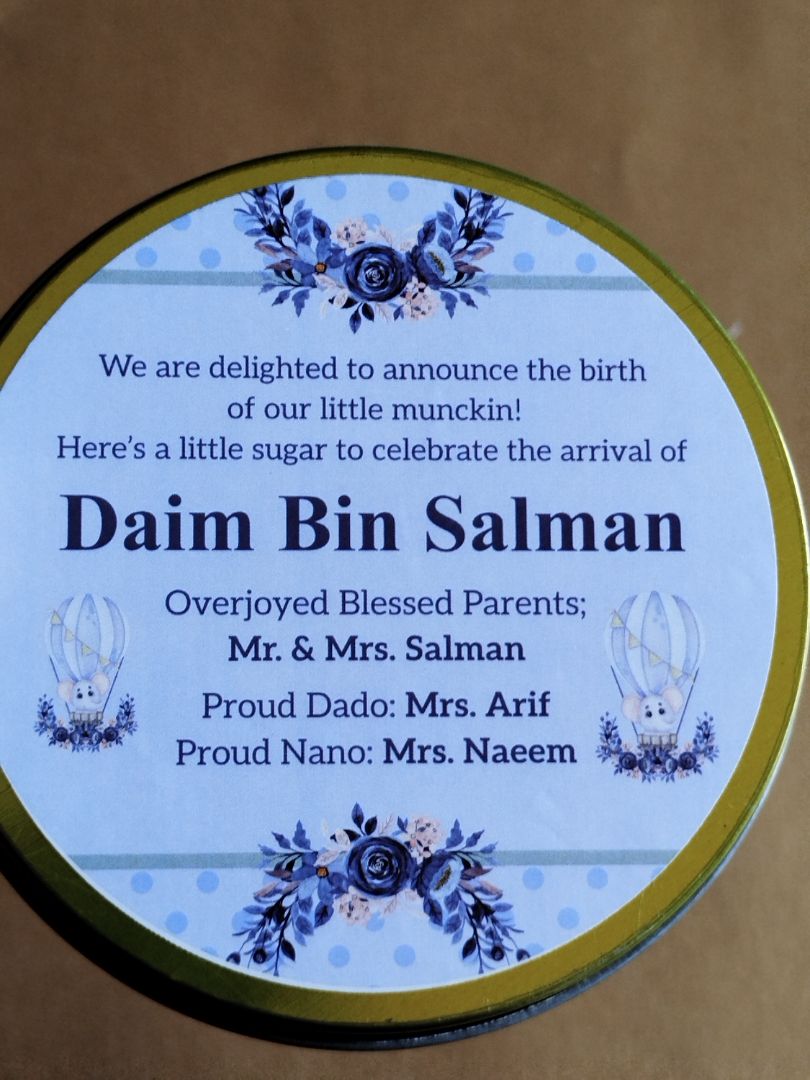 We are delighted to announce the birth
of our little munckin!
Here's a little sugar to celebrate the arrival of
Daim Bin Salman
Overjoyed Blessed Parents;
Mr. & Mrs. Salman
Proud Dado: Mrs. Arif
Proud Nano: Mrs. Naeem